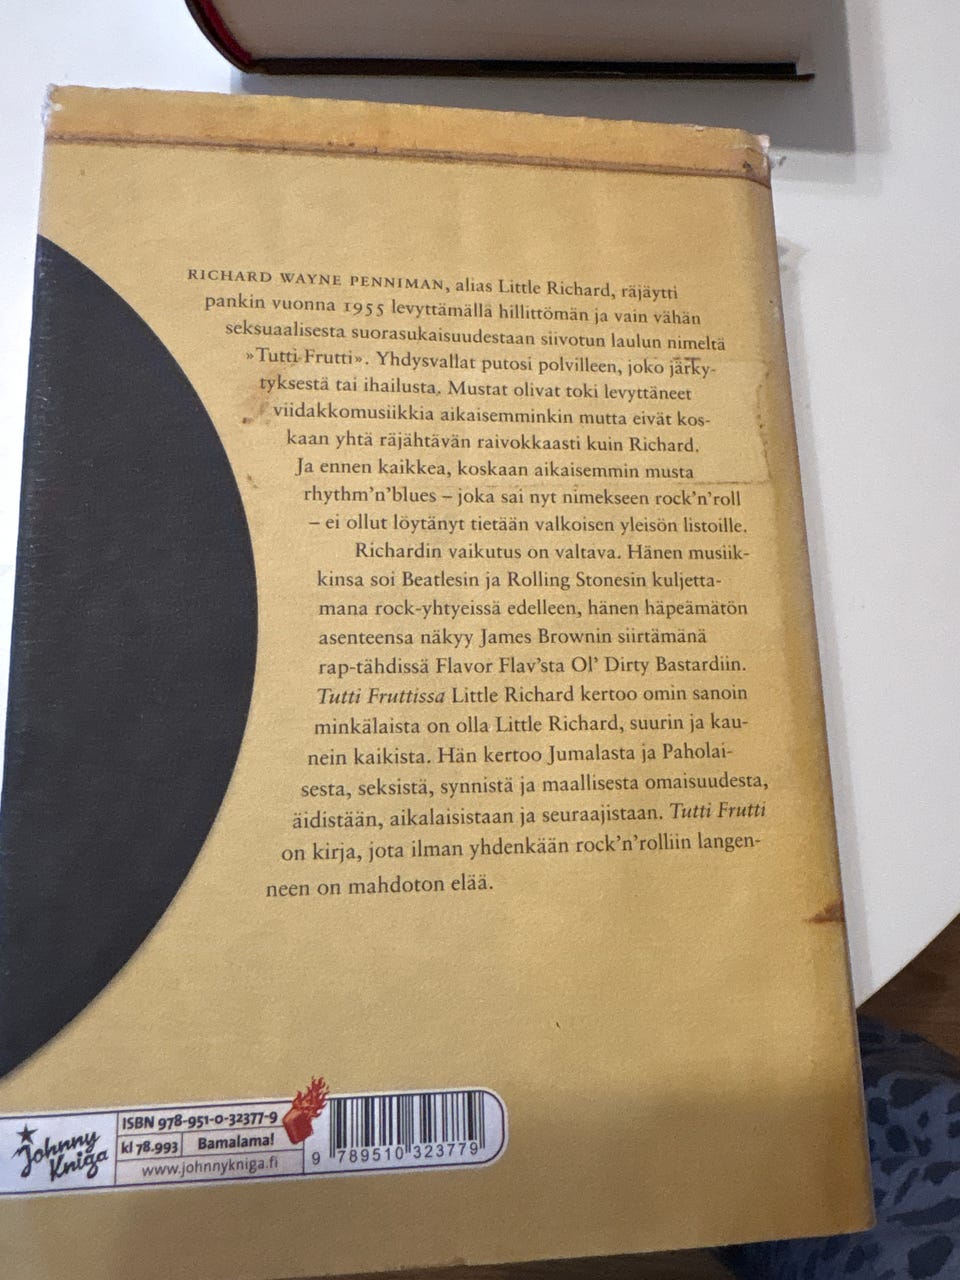 RICHARD WAYNE PENNIMAN, alias Little Richard, räjäytti
pankin vuonna 1955 levyttämällä hillittömän ja vain vähän
seksuaalisesta suorasukaisuudestaan siivotun laulun nimeltä
»Tutti Frutti». Yhdysvallat putosi polvilleen, joko järky-
tyksestä tai ihailusta. Mustat olivat toki levyttäneet
viidakkomusiikkia aikaisemminkin mutta eivät kos-
kaan yhtä räjähtävän raivokkaasti kuin Richard.
Ja ennen kaikkea, koskaan aikaisemmin musta
rhythm'n'blues – joka sai nyt nimekseen rock'n'roll
– ei ollut löytänyt tietään valkoisen yleisön listoille.
Richardin vaikutus on valtava. Hänen musiik-
kinsa soi Beatlesin ja Rolling Stonesin kuljetta-
mana rock-yhtyeissä edelleen, hänen häpeämätön
asenteensa näkyy James Brownin siirtämänä
rap-tähdissä Flavor Flav'sta Ol' Dirty Bastardiin.
Tutti Fruttissa Little Richard kertoo omin sanoin
minkälaista on olla Little Richard, suurin ja kau-
nein kaikista. Hän kertoo Jumalasta ja Paholai-
sesta, seksistä, synnistä ja maallisesta omaisuudesta,
äidistään, aikalaisistaan ja seuraajistaan. Tutti Frutti
on kirja, jota ilman yhdenkään rock'n'rolliin langen-
neen on mahdoton elää.
Johnny
Kniga
ISBN 978-951-0-32377-9
kl 78.993 Bamalama!
www.johnnykniga.fi
9 789510 323779